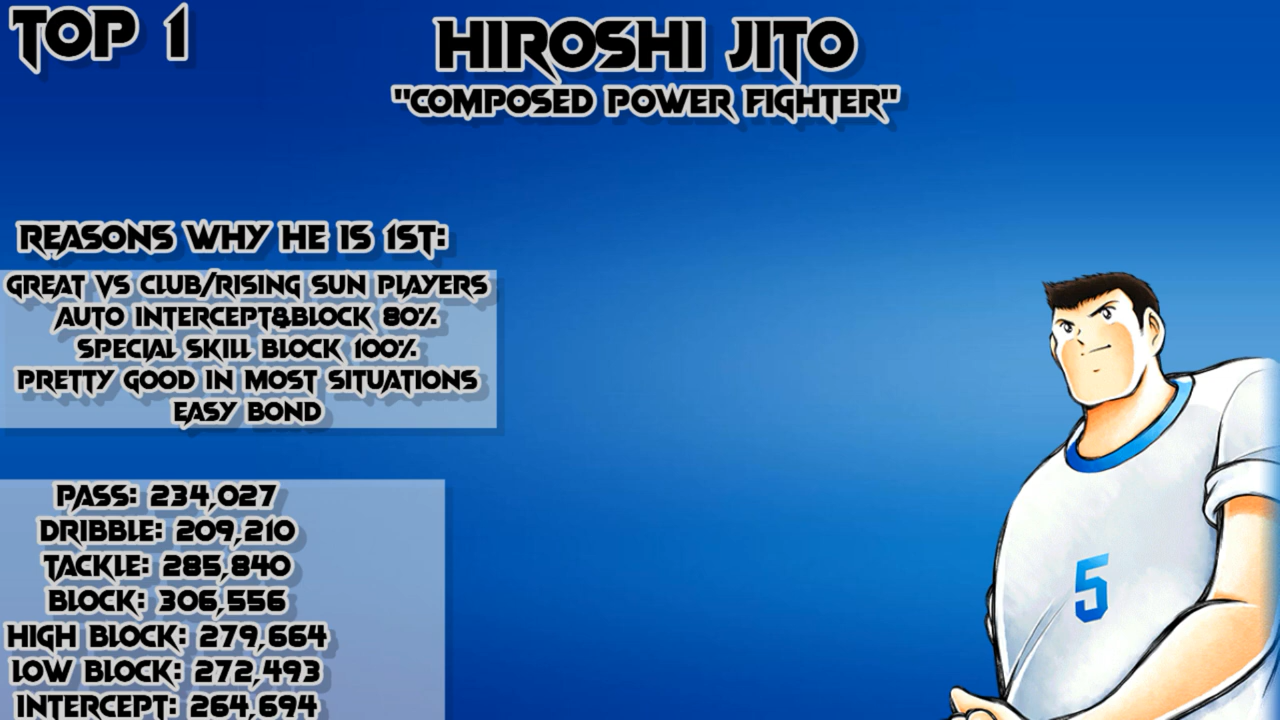 TOP 1
HIROSHI JITO
"COMPOSED POWER FIGHTER"
REASONS WHY HE IS 1ST:
GREAT VS CLUB/RISING SUN PLAYERS
AUTO INTERCEPT&BLOCK 80%
SPECIAL SKILL BLOCK 100%
PRETTY GOOD IN MOST SITUATIONS
EASY BOND
PASS: 234,027
DRIBBLE: 209,210
TACKLE: 285,840
BLOCK: 306,556
HIGH BLOCK: 279,664
LOW BLOCK: 272,493
INTERCEPT: 264,694
5